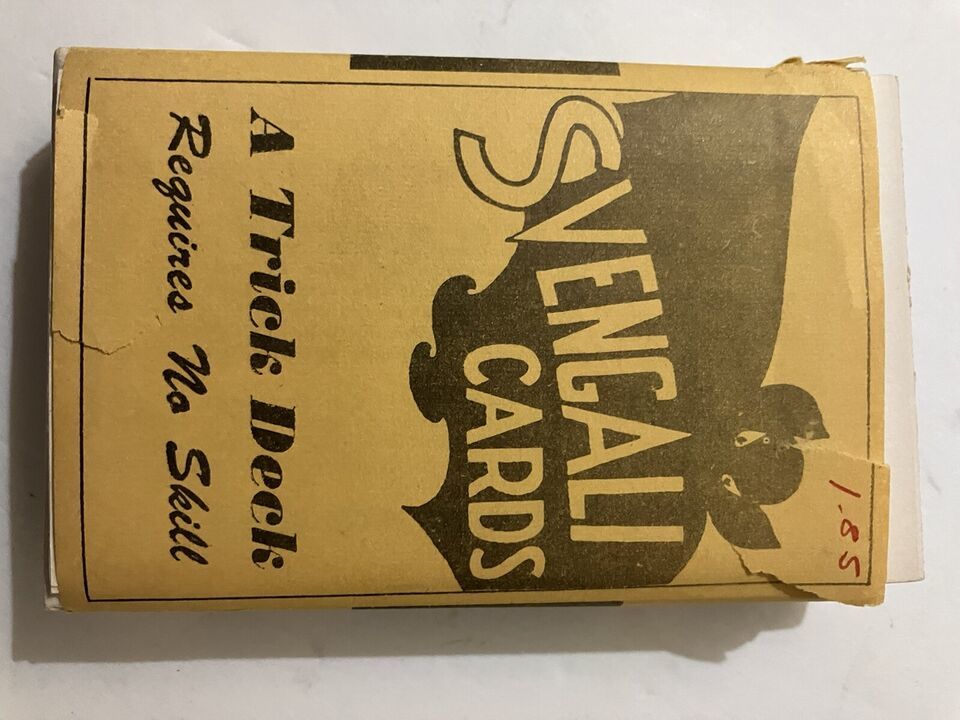 1.85
SVENGALI
CARDS
A Trick Deck
Requires No Skill